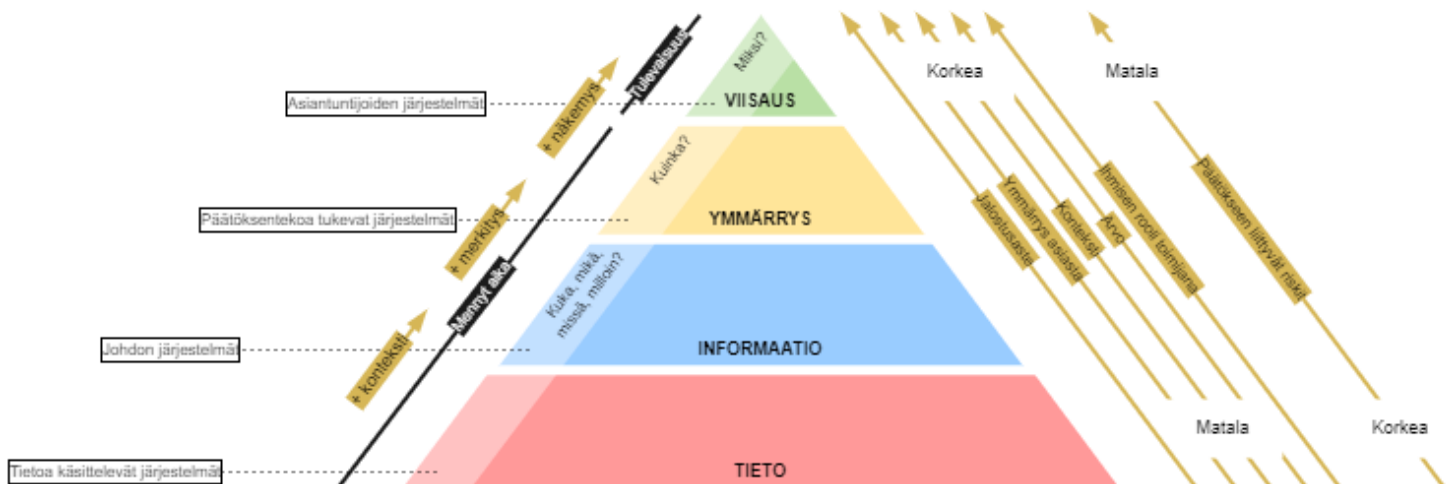 Miksi?
Korkea
Matala
Tulevaisuus
Asiantuntijoiden järjestelmät
VIISAUS
+ näkemys
Kuinka?
Päätöksentekoa tukevat järjestelmät
YMMÄRRYS
+ merkitys
Jalostusaste
Ymmärrys asiasta
Konteksti
Arvo
Ihmisen rooli toimijana
Päätökseen liittyvät riskit
Mennyt aika
Kuka, mikä,
missä, milloin?
Johdon järjestelmät
INFORMAATIO
+ konteksti
Matala
Korkea
Tietoa käsittelevät järjestelmät
TIETO